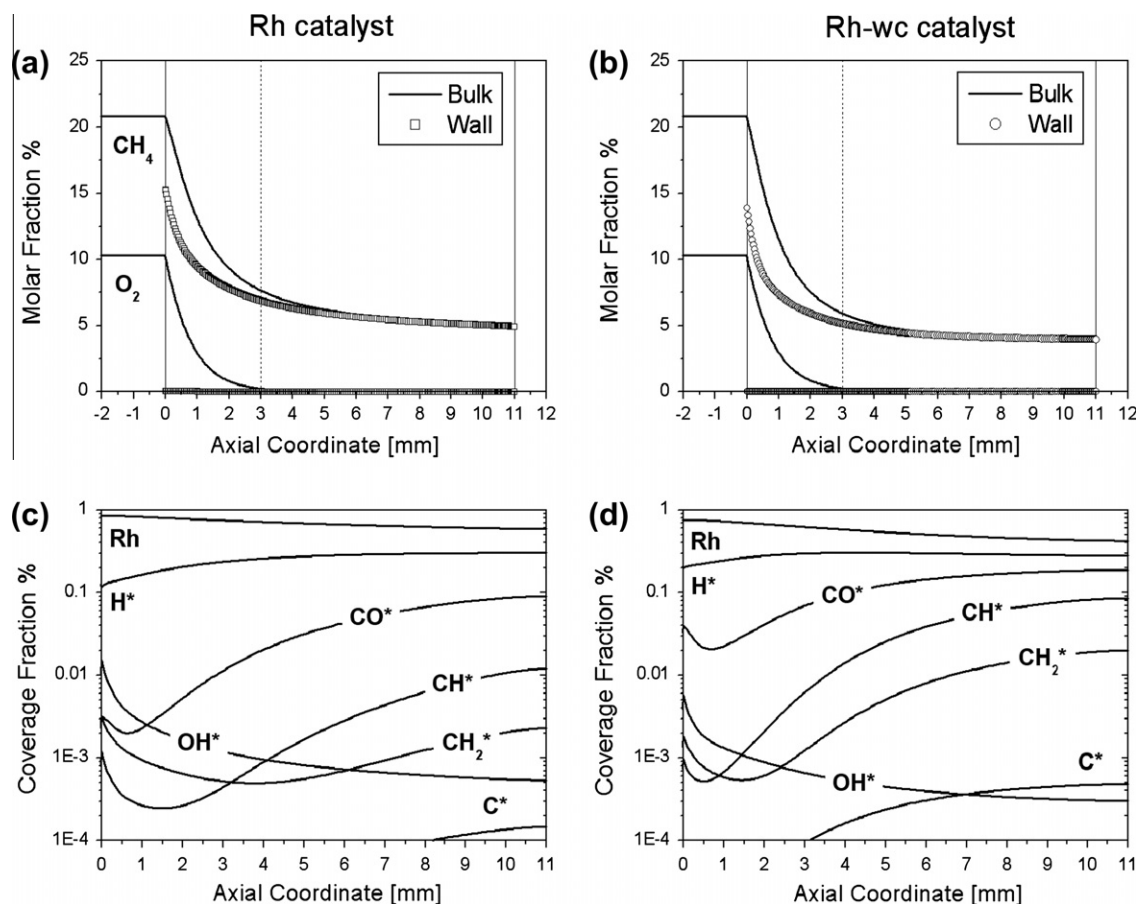 Rh catalyst
Rh-wc catalyst
(a)
25
20
15
10
5
0
Molar Fraction %
CH4
O2
Bulk
Wall
-2 -1 0 1 2 3 4 5 6 7 8 9 10 11 12
Axial Coordinate [mm]
(b)
25
20
15
10
5
0
Molar Fraction %
CH4
O2
Bulk
Wall
-2 -1 0 1 2 3 4 5 6 7 8 9 10 11 12
Axial Coordinate [mm]
(c)
1
0.1
0.01
1E-3
1E-4
Coverage Fraction %
Rh
H*
CO*
CH*
OH*
CH2*
C*
0 1 2 3 4 5 6 7 8 9 10 11
Axial Coordinate [mm]
(d)
1
0.1
0.01
1E-3
1E-4
Coverage Fraction %
Rh
H*
CO*
CH*
CH2*
C*
OH*
0 1 2 3 4 5 6 7 8 9 10 11
Axial Coordinate [mm]